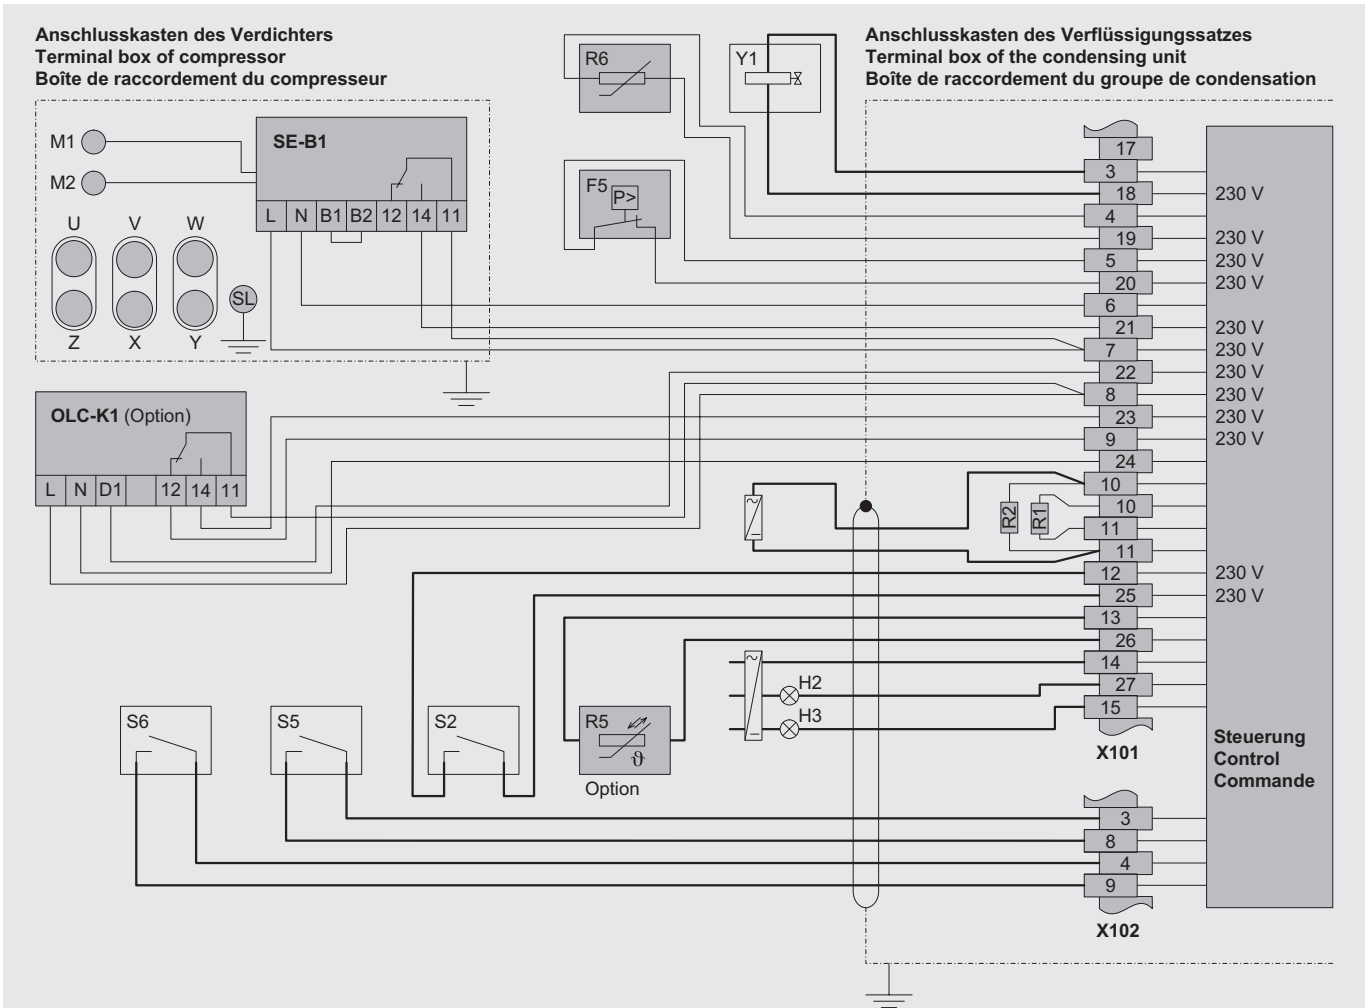 Anschlusskasten des Verdichters
Terminal box of compressor
Boîte de raccordement du compresseur
R6
Y1
Anschlusskasten des Verflüssigungssatzes
Terminal box of the condensing unit
Boîte de raccordement du groupe de condensation
M1
M2
SE-B1
L N B1 B2 12 14 11
U V W
SL
Z X Y
F5
P>
17
3
18 230 V
4
19 230 V
5 230 V
20 230 V
6
21 230 V
7 230 V
22 230 V
8 230 V
23 230 V
9 230 V
24
10
10
11
11
12 230 V
25 230 V
13
26
14
27
15
X101
R2
R1
OLC-K1 (Option)
L N D1 12 14 11
H2
H3
S6
S5
S2
R5
ϑ
Option
Steuerung
Control
Commande
3
8
4
9
X102